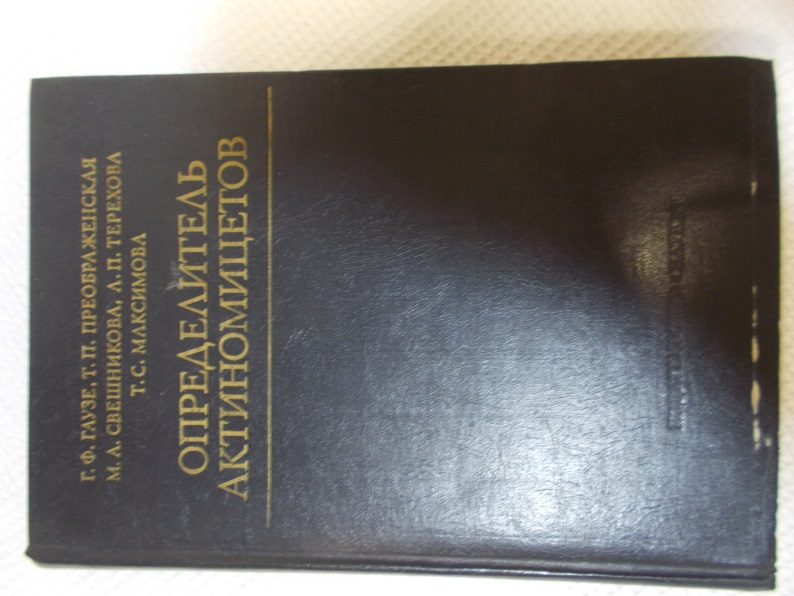 Г. Ф. ГАУЗЕ, Т. П. ПРЕОБРАЖЕНСКАЯ
М. А. СВЕШНИКОВА, А. П. ТЕРЕХОВА
Т. С. МАКСИМОВА
ОПРЕДЕЛИТЕЛЬ
АКТИНОМИЦЕТОВ